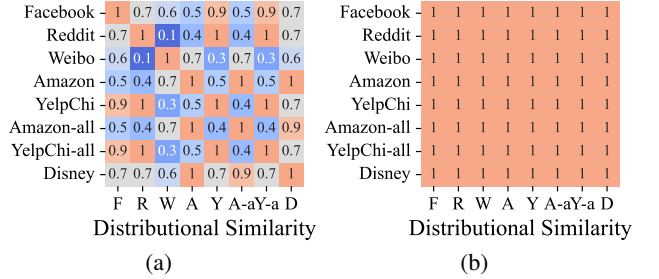 Facebook 1 0.7 0.6 0.5 0.9 0.5 0.9 0.7
Reddit 0.7 1 0.1 0.4 1 0.4 1 0.7
Weibo 0.6 0.1 1 0.7 0.3 0.7 0.3 0.6
Amazon 0.5 0.4 0.7 1 0.5 1 0.5 1
YelpChi 0.9 1 0.3 0.5 1 0.4 1 0.7
Amazon-all 0.5 0.4 0.7 1 0.4 1 0.4 0.9
YelpChi-all 0.9 1 0.3 0.5 1 0.4 1 0.7
Disney 0.7 0.7 0.6 1 0.7 0.9 0.7 1
F R W A Y A-a Y-a D
Distributional Similarity
(a)
Facebook 1 1 1 1 1 1 1 1
Reddit 1 1 1 1 1 1 1 1
Weibo 1 1 1 1 1 1 1 1
Amazon 1 1 1 1 1 1 1 1
YelpChi 1 1 1 1 1 1 1 1
Amazon-all 1 1 1 1 1 1 1 1
YelpChi-all 1 1 1 1 1 1 1 1
Disney 1 1 1 1 1 1 1 1
F R W A Y A-a Y-a D
Distributional Similarity
(b)